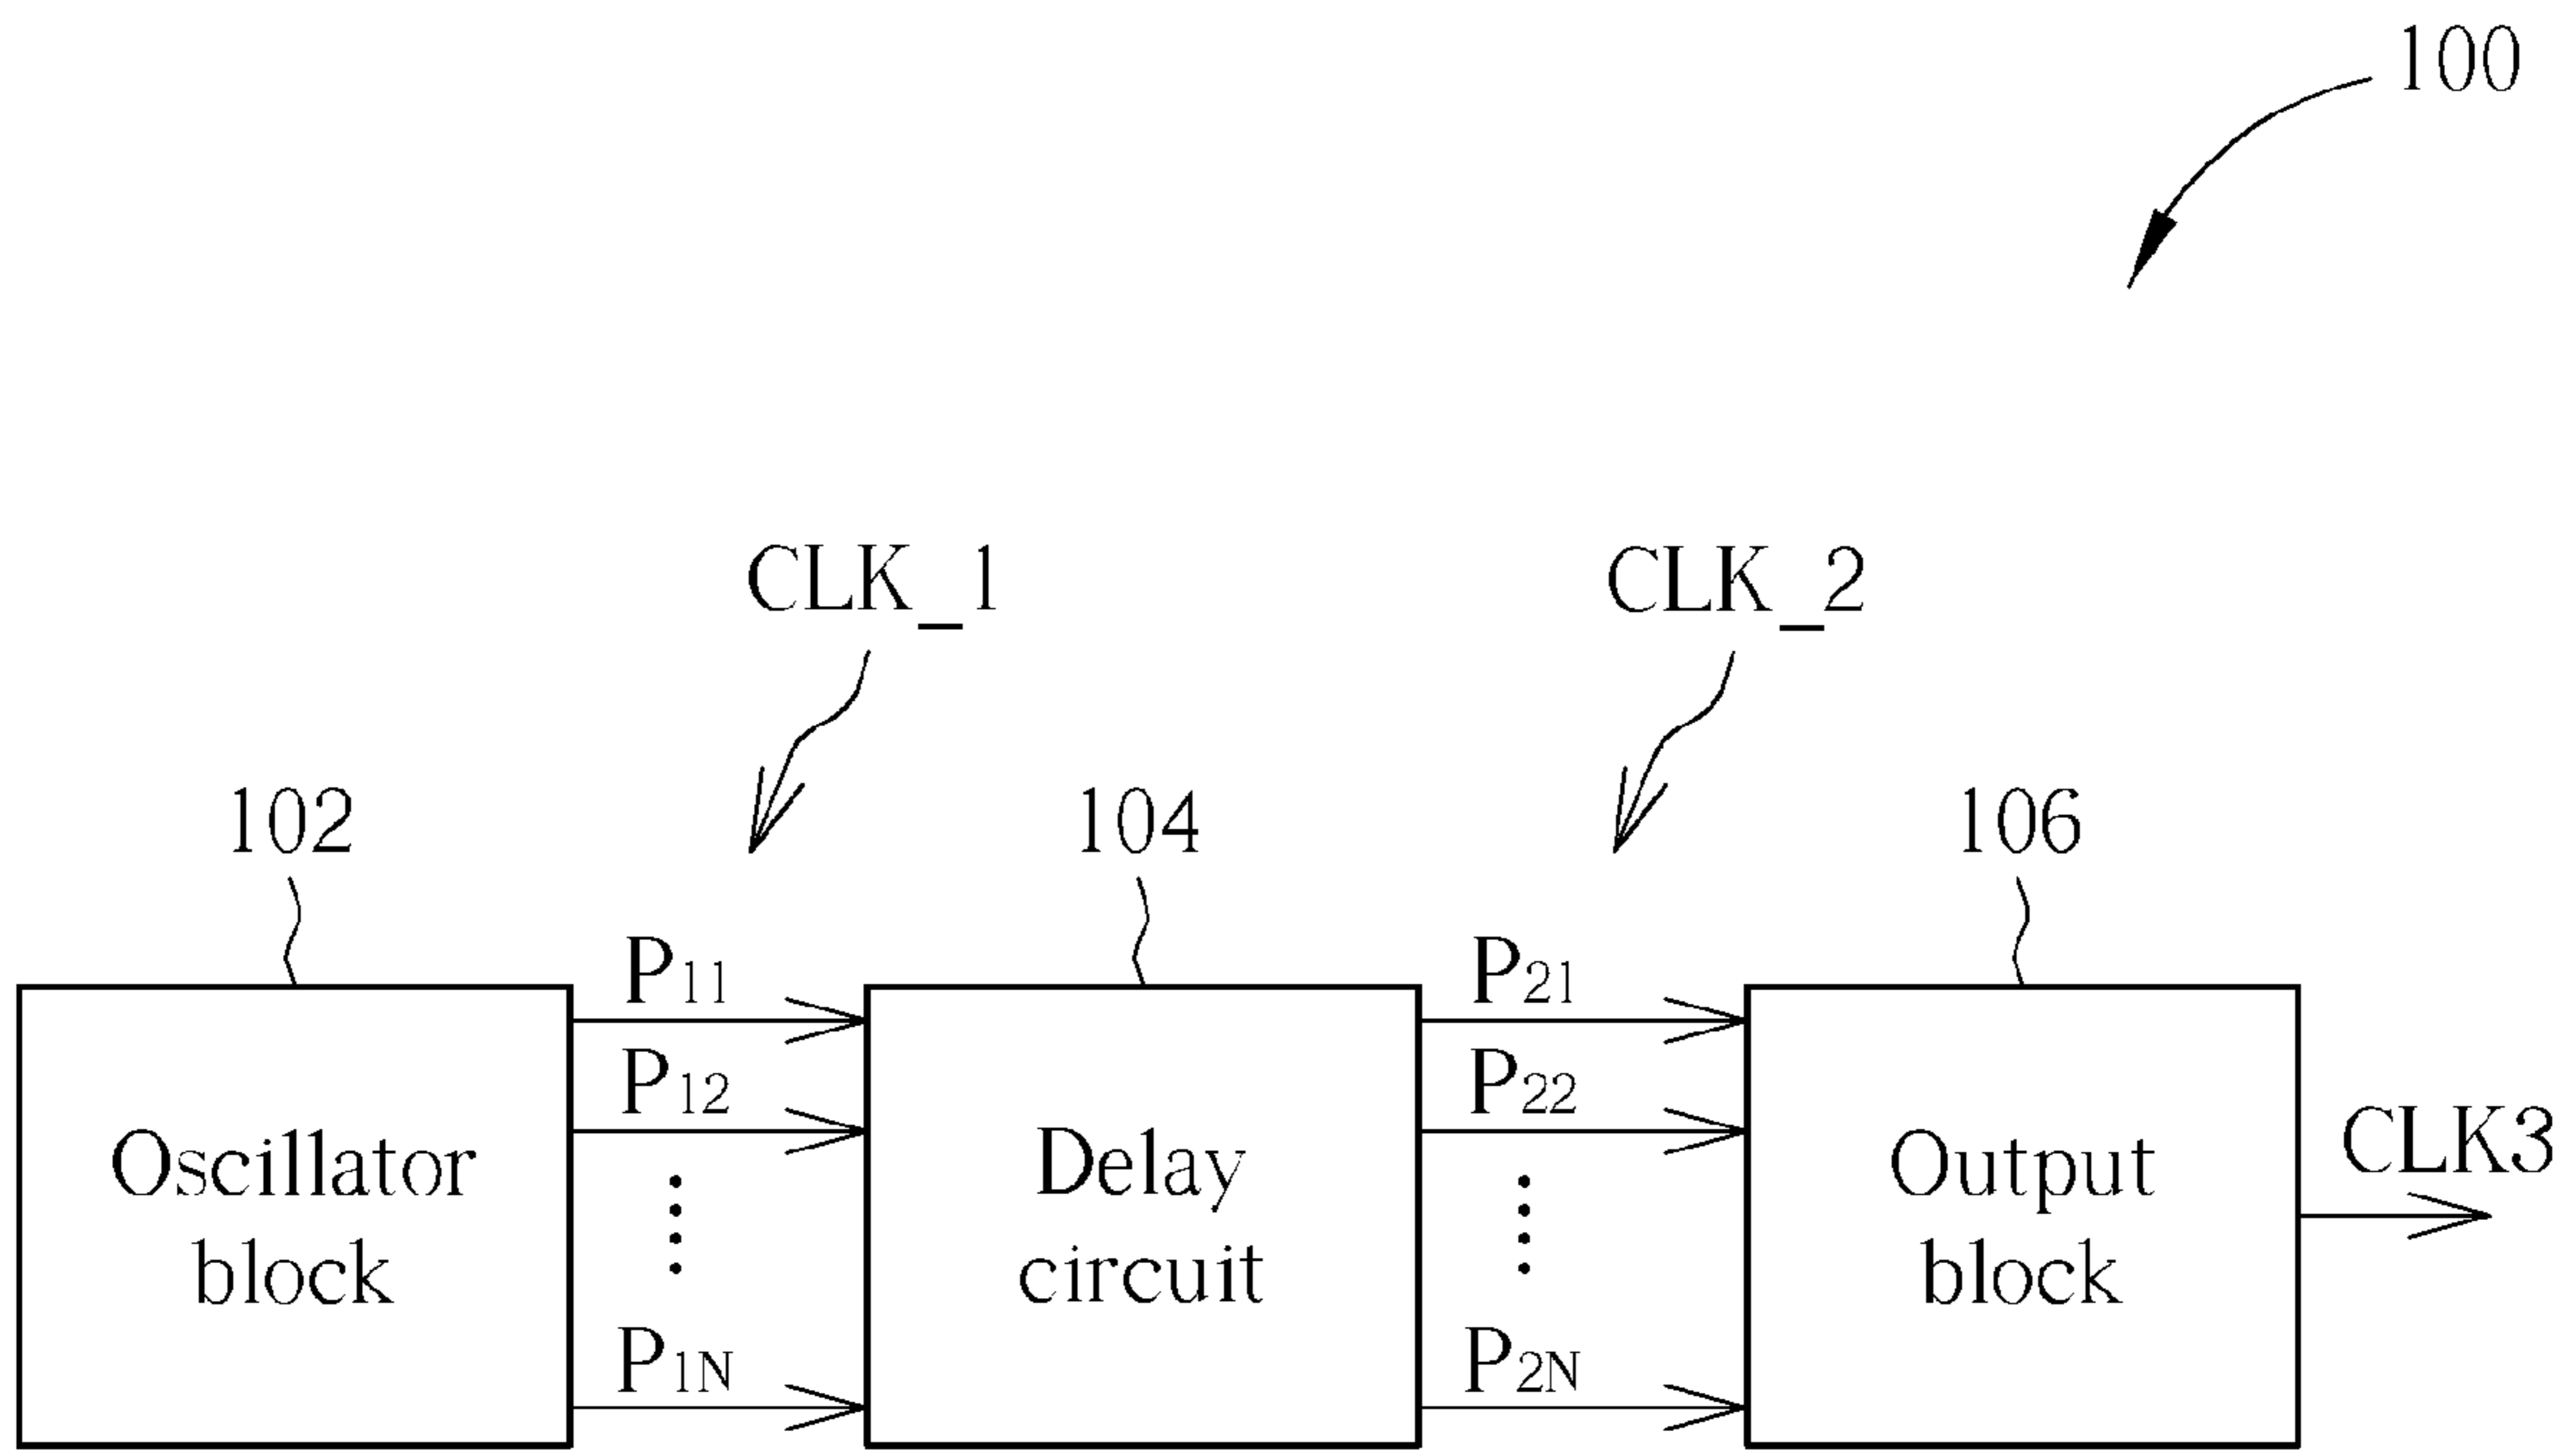 100
CLK_1
CLK_2
102
104
106
P11
P21
P12
P22
Oscillator
block
Delay
circuit
Output
block
CLK3
P1N
P2N